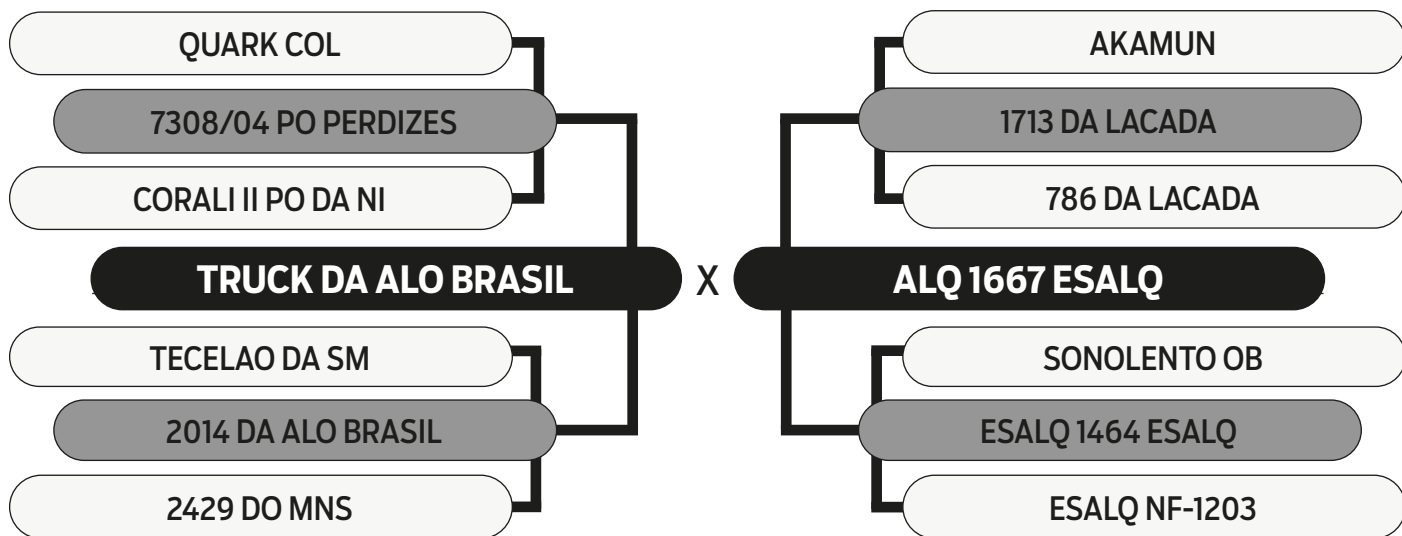 QUARK COL
7308/04 PO PERDIZES
CORALI II PO DA NI
TRUCK DA ALO BRASIL
TECELAO DA SM
2014 DA ALO BRASIL
2429 DO MNS
X
AKAMUN
1713 DA LACADA
786 DA LACADA
ALQ 1667 ESALQ
SONOLENTO OB
ESALQ 1464 ESALQ
ESALQ NF-1203